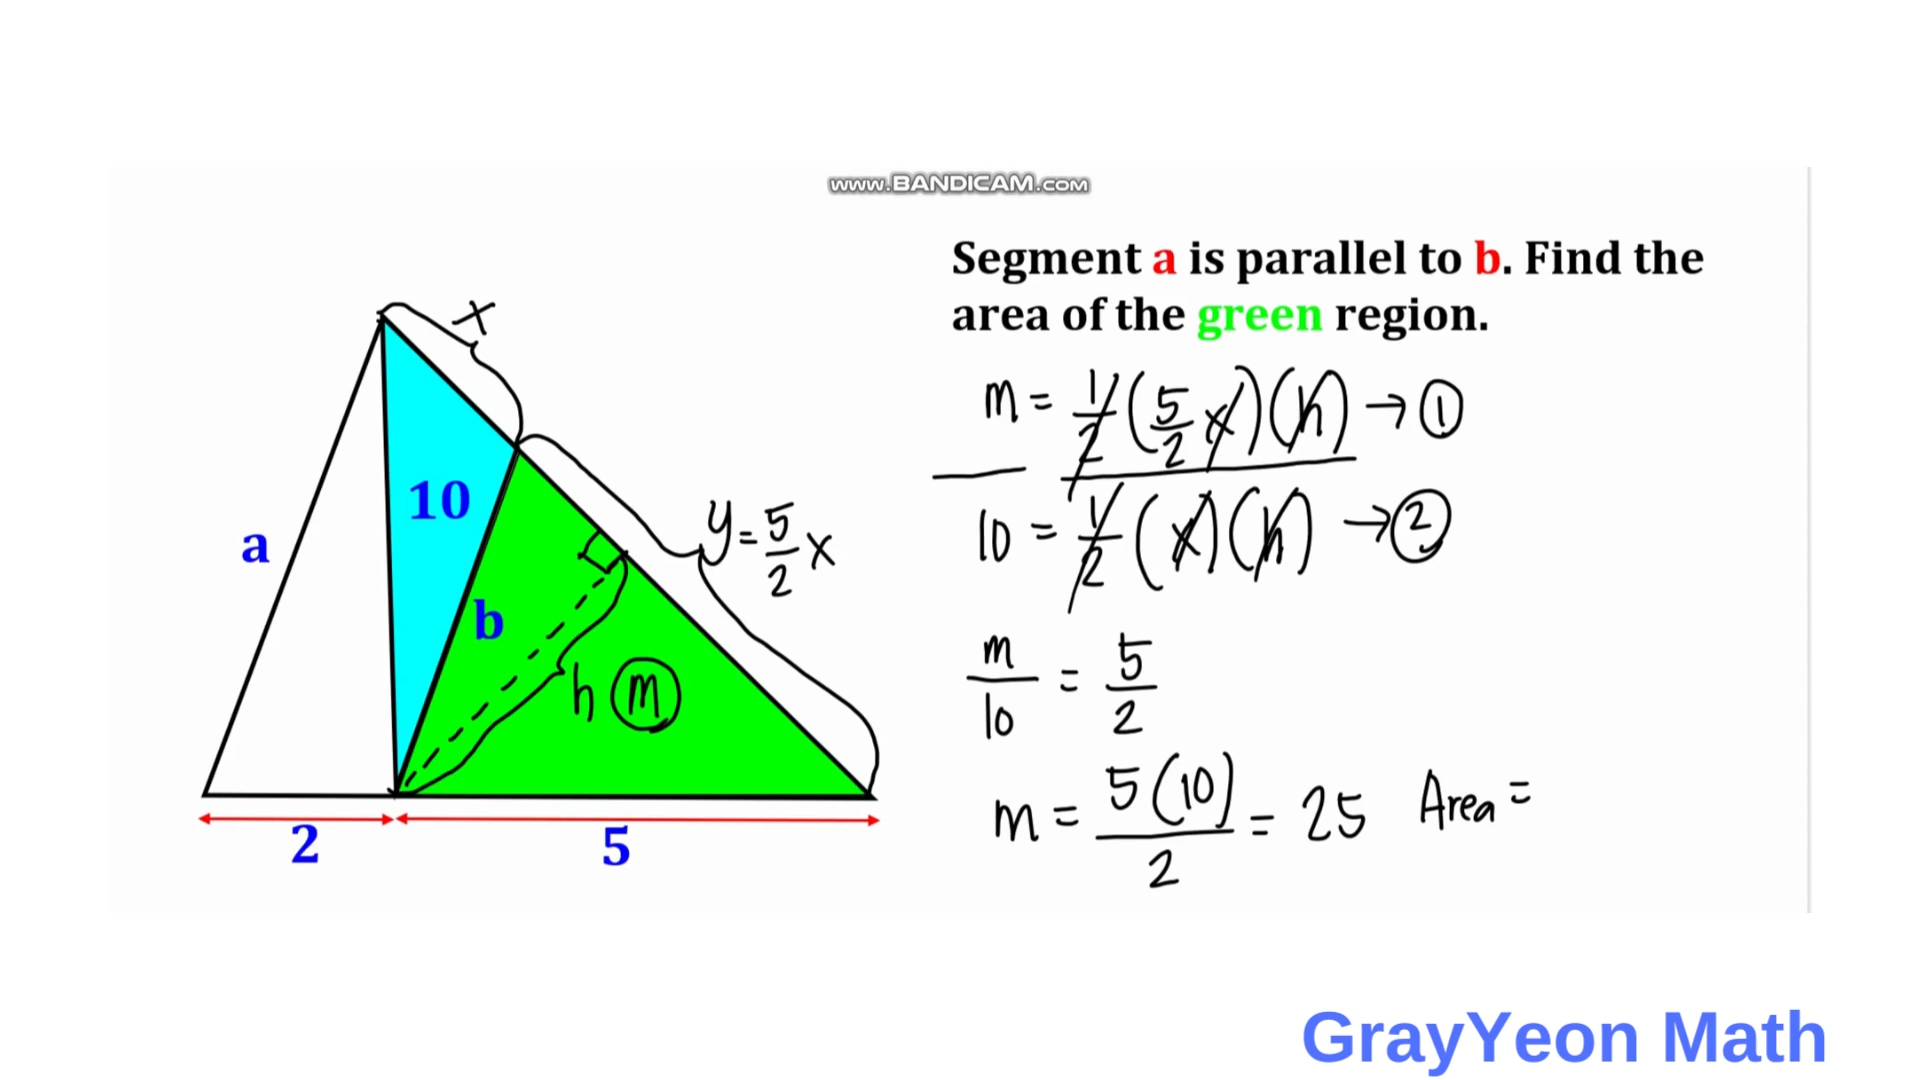 www.BANDICAM.com
Segment a is parallel to b. Find the
area of the green region.
x
m = 1/2 (5/2 x)(h) → ①
10 = 1/2 (x)(h) → ②
10
y = 5/2 x
a
b
h m
m/10 = 5/2
m = 5(10)/2 = 25 Area =
2 5
GrayYeon Math